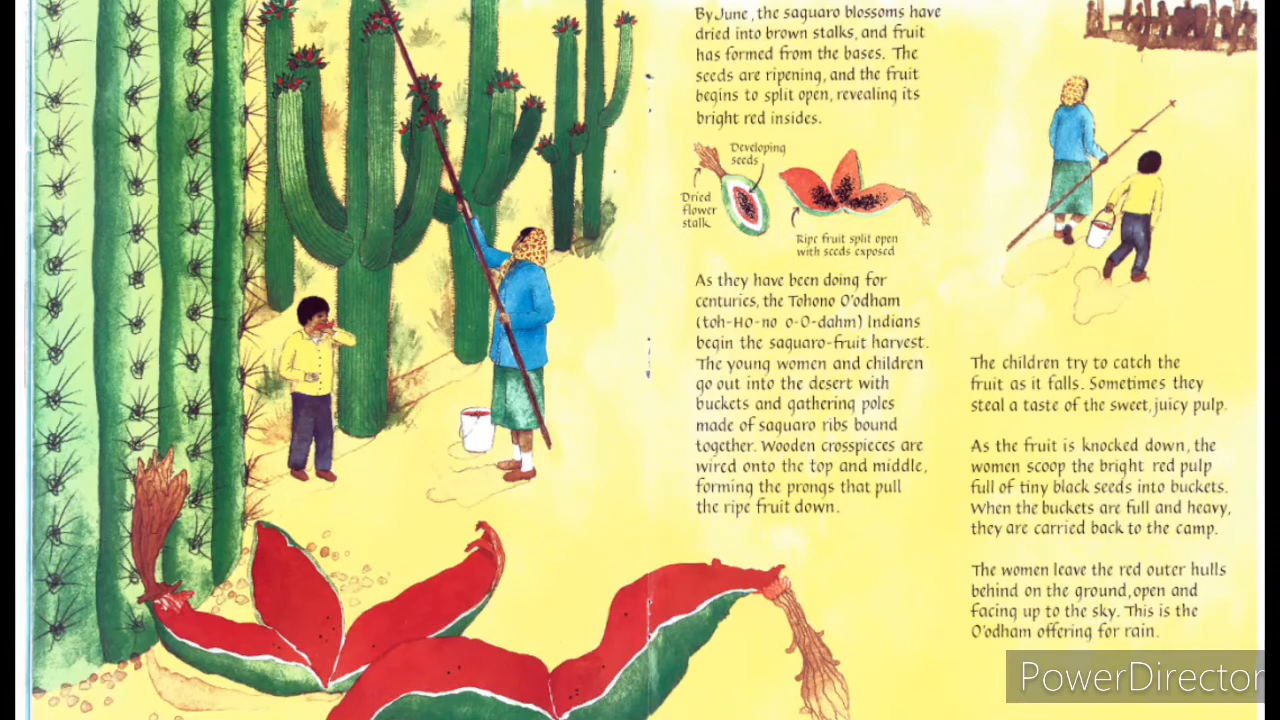 By June, the saguaro blossoms have
dried into brown stalks, and fruit
has formed from the bases. The
seeds are ripening, and the fruit
begins to split open, revealing its
bright red insides.
Developing
seeds
Dried
flower
stalk
Ripe fruit split open
with seeds exposed
As they have been doing for
centuries, the Tohono O'odham
(toh-HO-no o-O-dahm) Indians
begin the saguaro-fruit harvest.
The young women and children
go out into the desert with
buckets and gathering poles
made of saguaro ribs bound
together. Wooden crosspieces are
wired onto the top and middle,
forming the prongs that pull
the ripe fruit down.
The children try to catch the
fruit as it falls. Sometimes they
steal a taste of the sweet, juicy pulp.
As the fruit is knocked down, the
women scoop the bright red pulp
full of tiny black seeds into buckets.
When the buckets are full and heavy,
they are carried back to the camp.
The women leave the red outer hulls
behind on the ground, open and
facing up to the sky. This is the
O'odham offering for rain.
PowerDirector